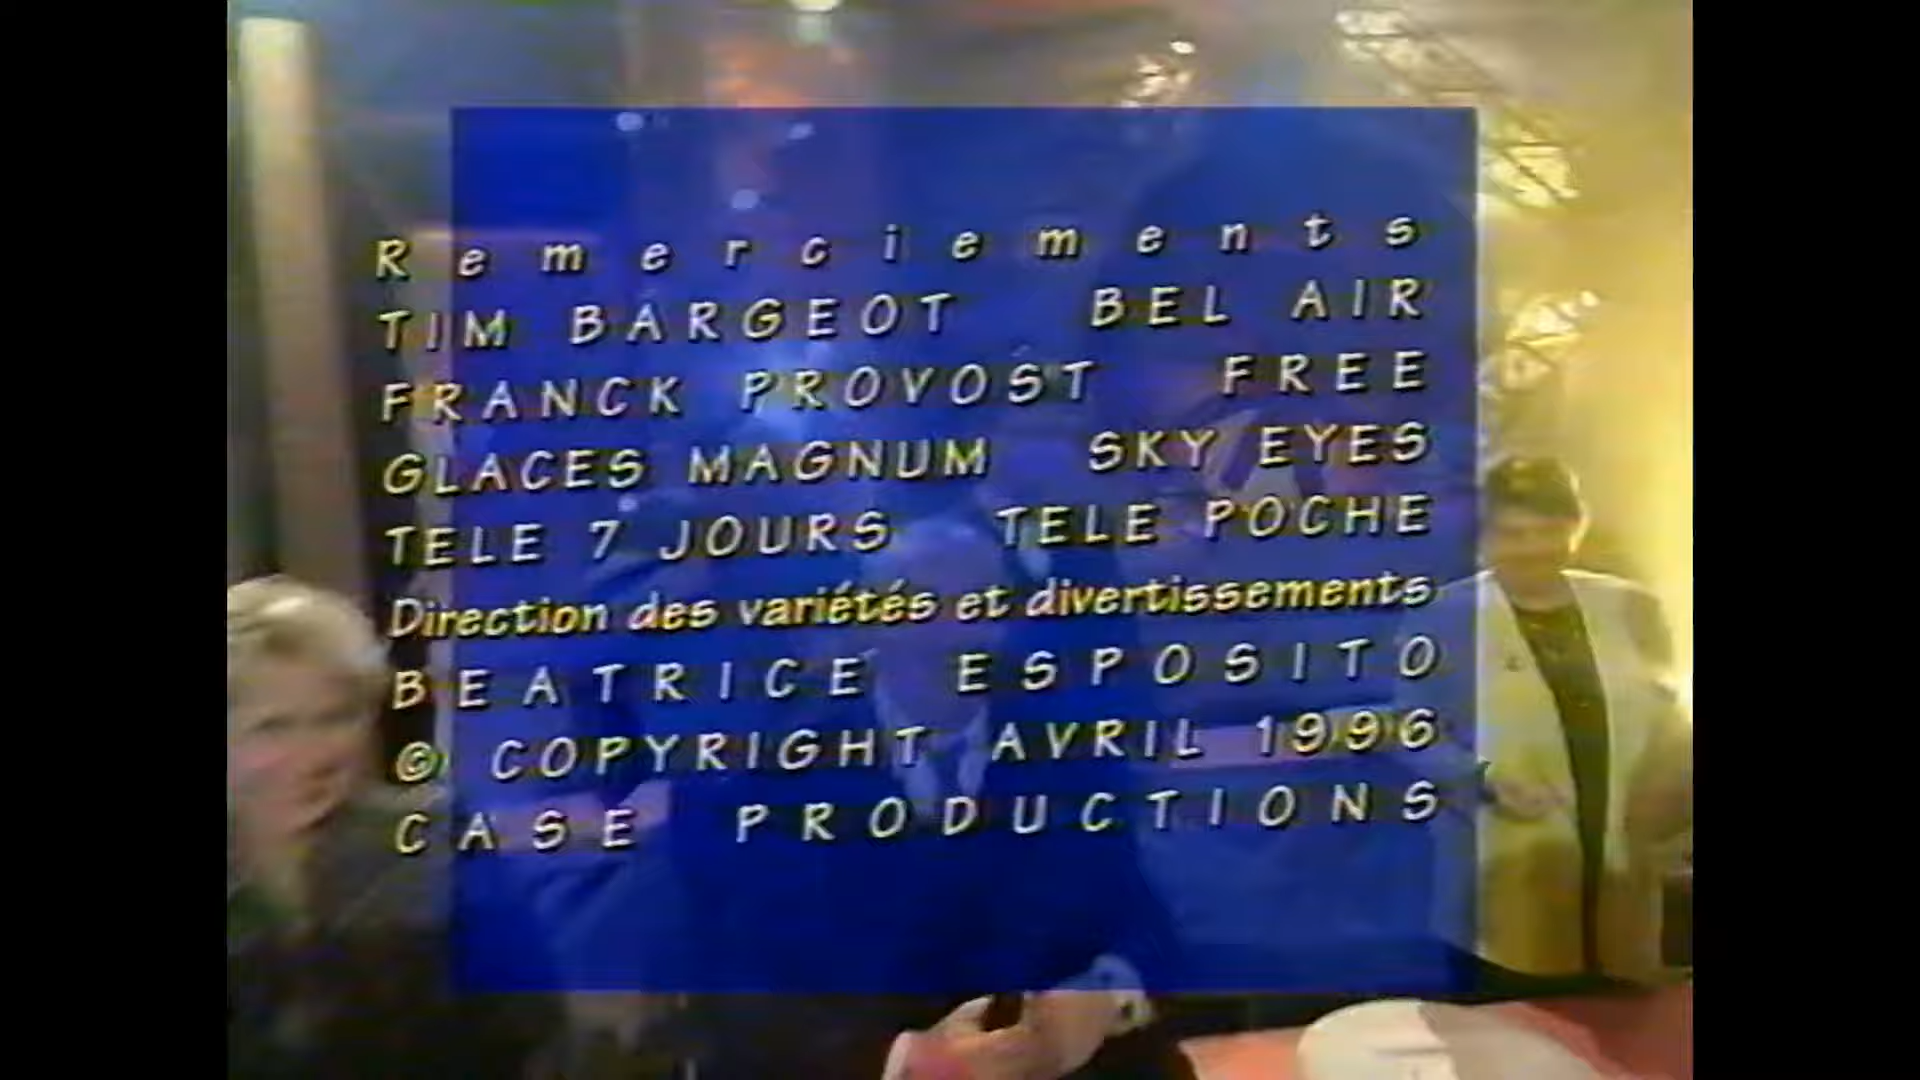 Remerciements
TIM BARGEOT BEL AIR
FRANCK PROVOST FREE
GLACES MAGNUM SKY EYES
TELE 7 JOURS TELE POCHE
Direction des variétés et divertissements
BEATRICE ESPOSITO
© COPYRIGHT AVRIL 1996
CASE PRODUCTIONS